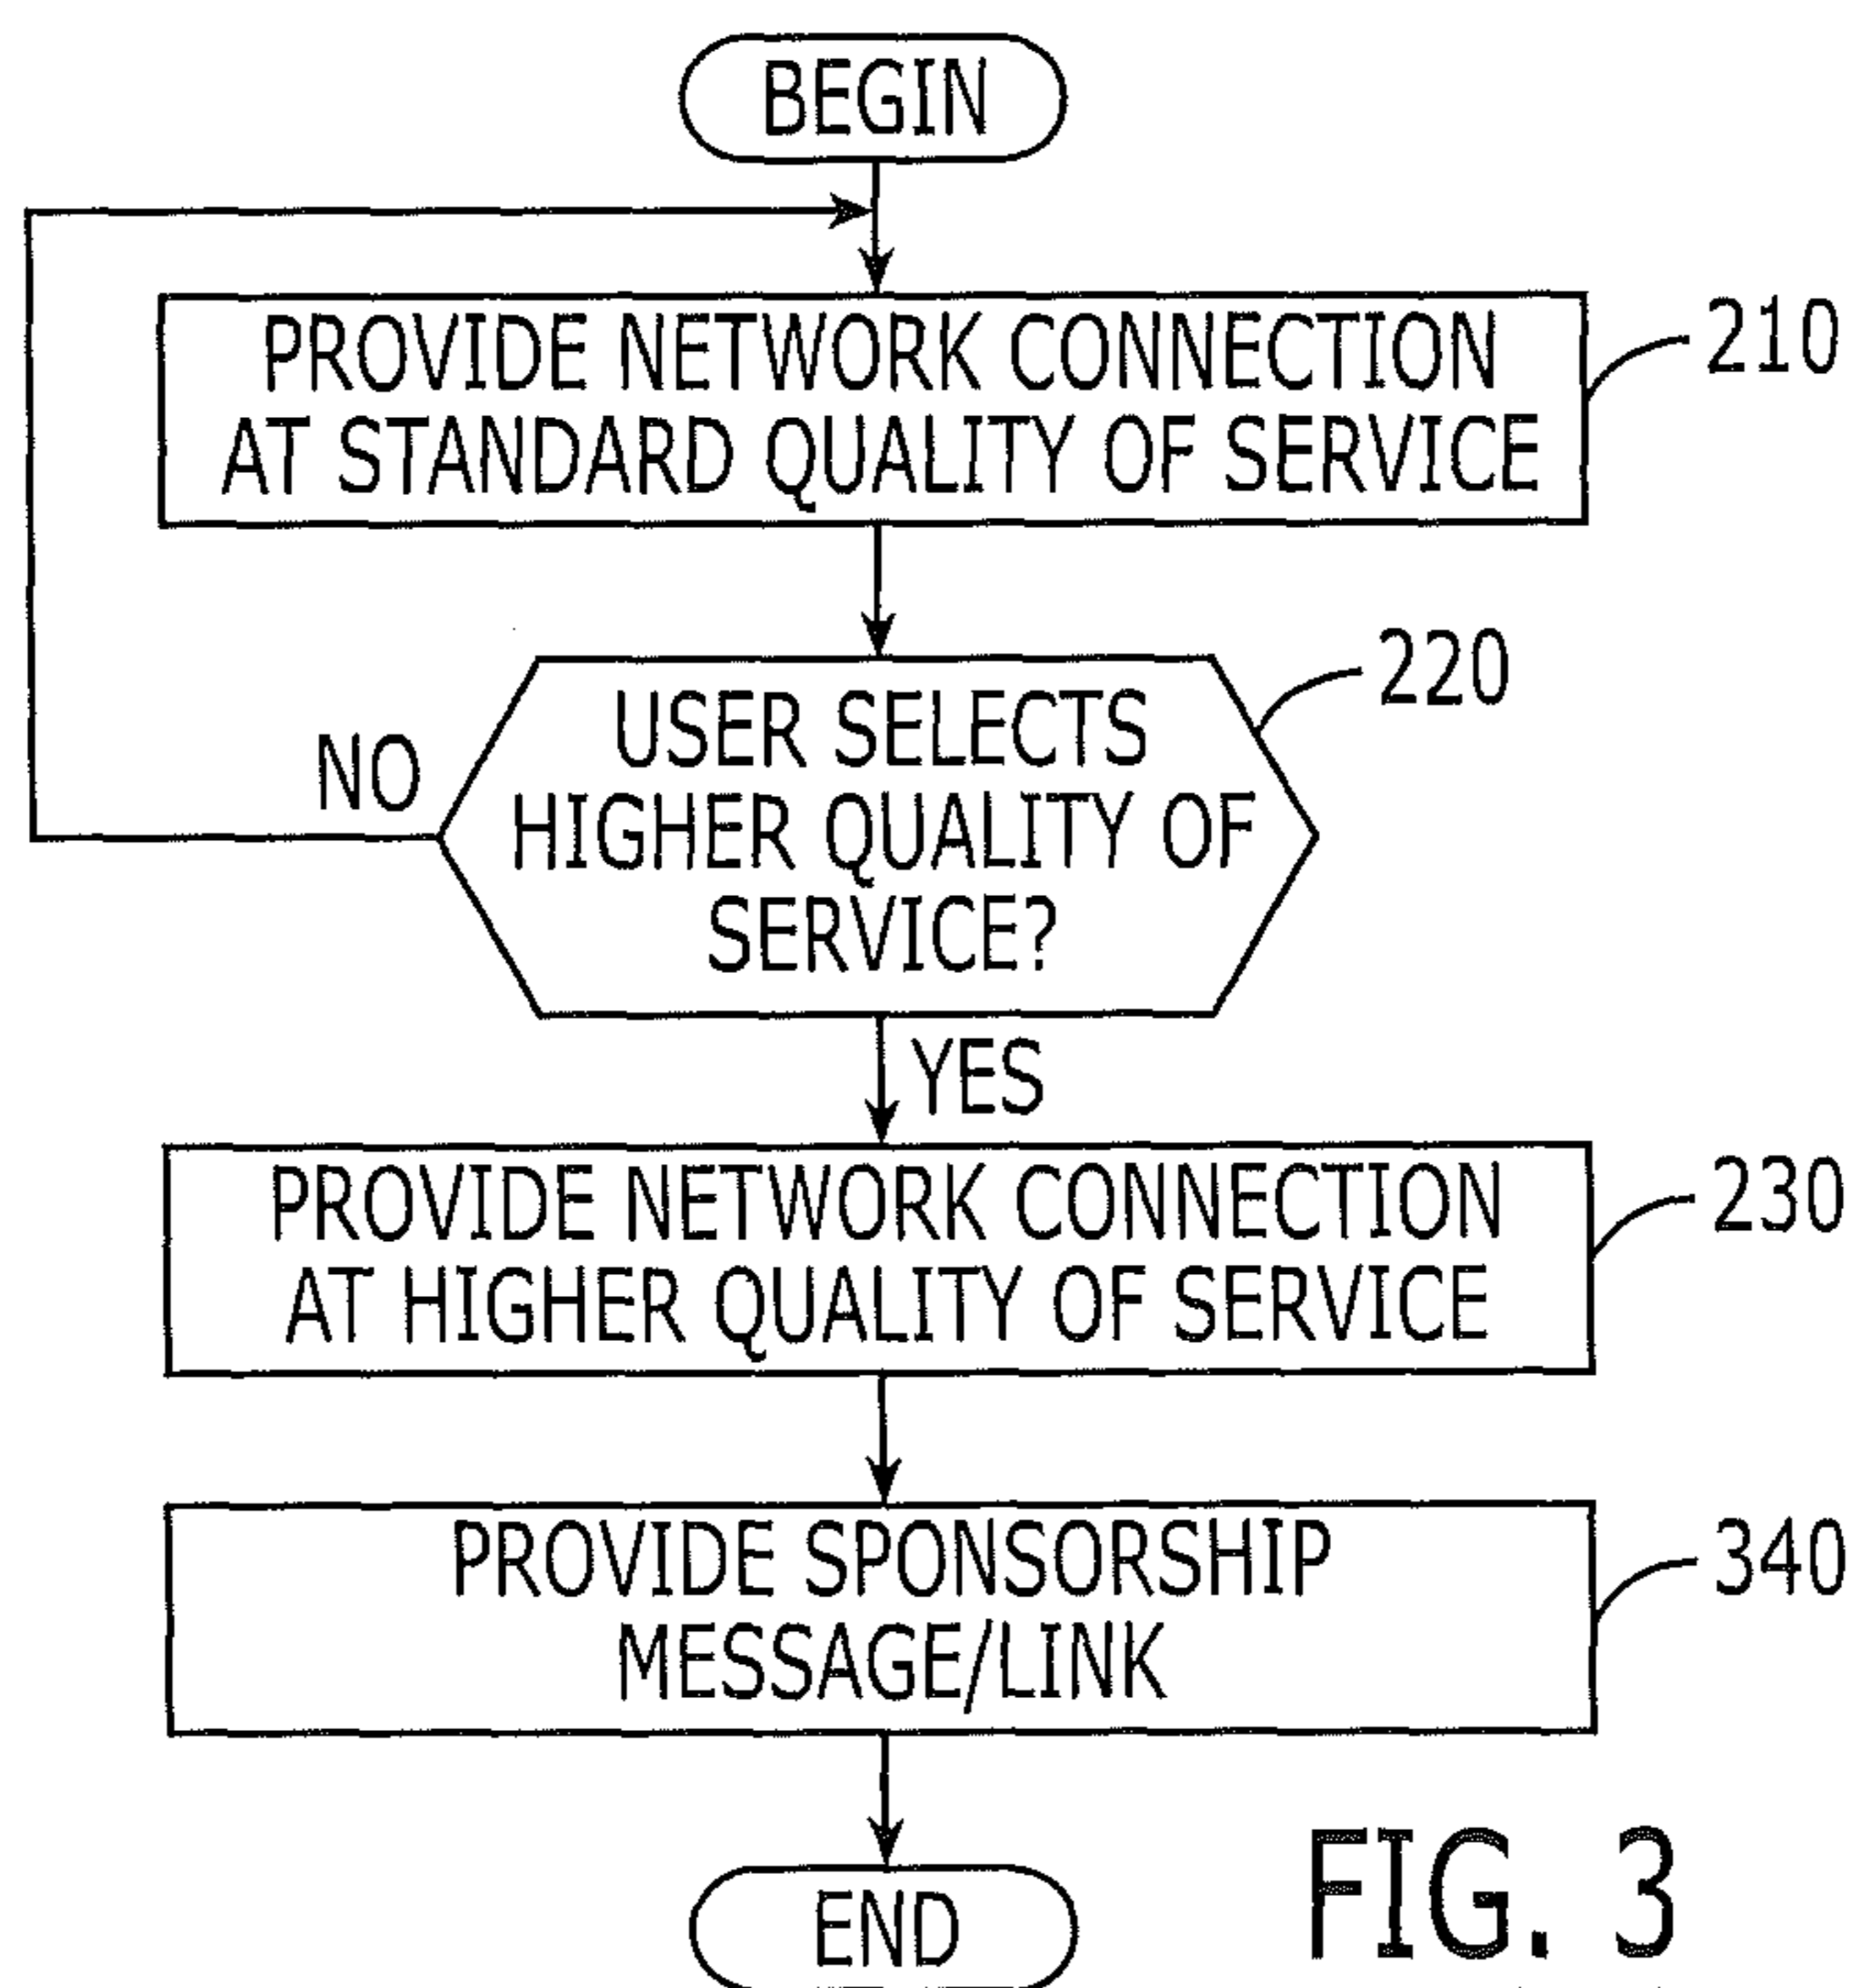 BEGIN
PROVIDE NETWORK CONNECTION
AT STANDARD QUALITY OF SERVICE
210
USER SELECTS
HIGHER QUALITY OF
SERVICE?
220
NO
YES
PROVIDE NETWORK CONNECTION
AT HIGHER QUALITY OF SERVICE
230
PROVIDE SPONSORSHIP
MESSAGE/LINK
340
END
FIG. 3